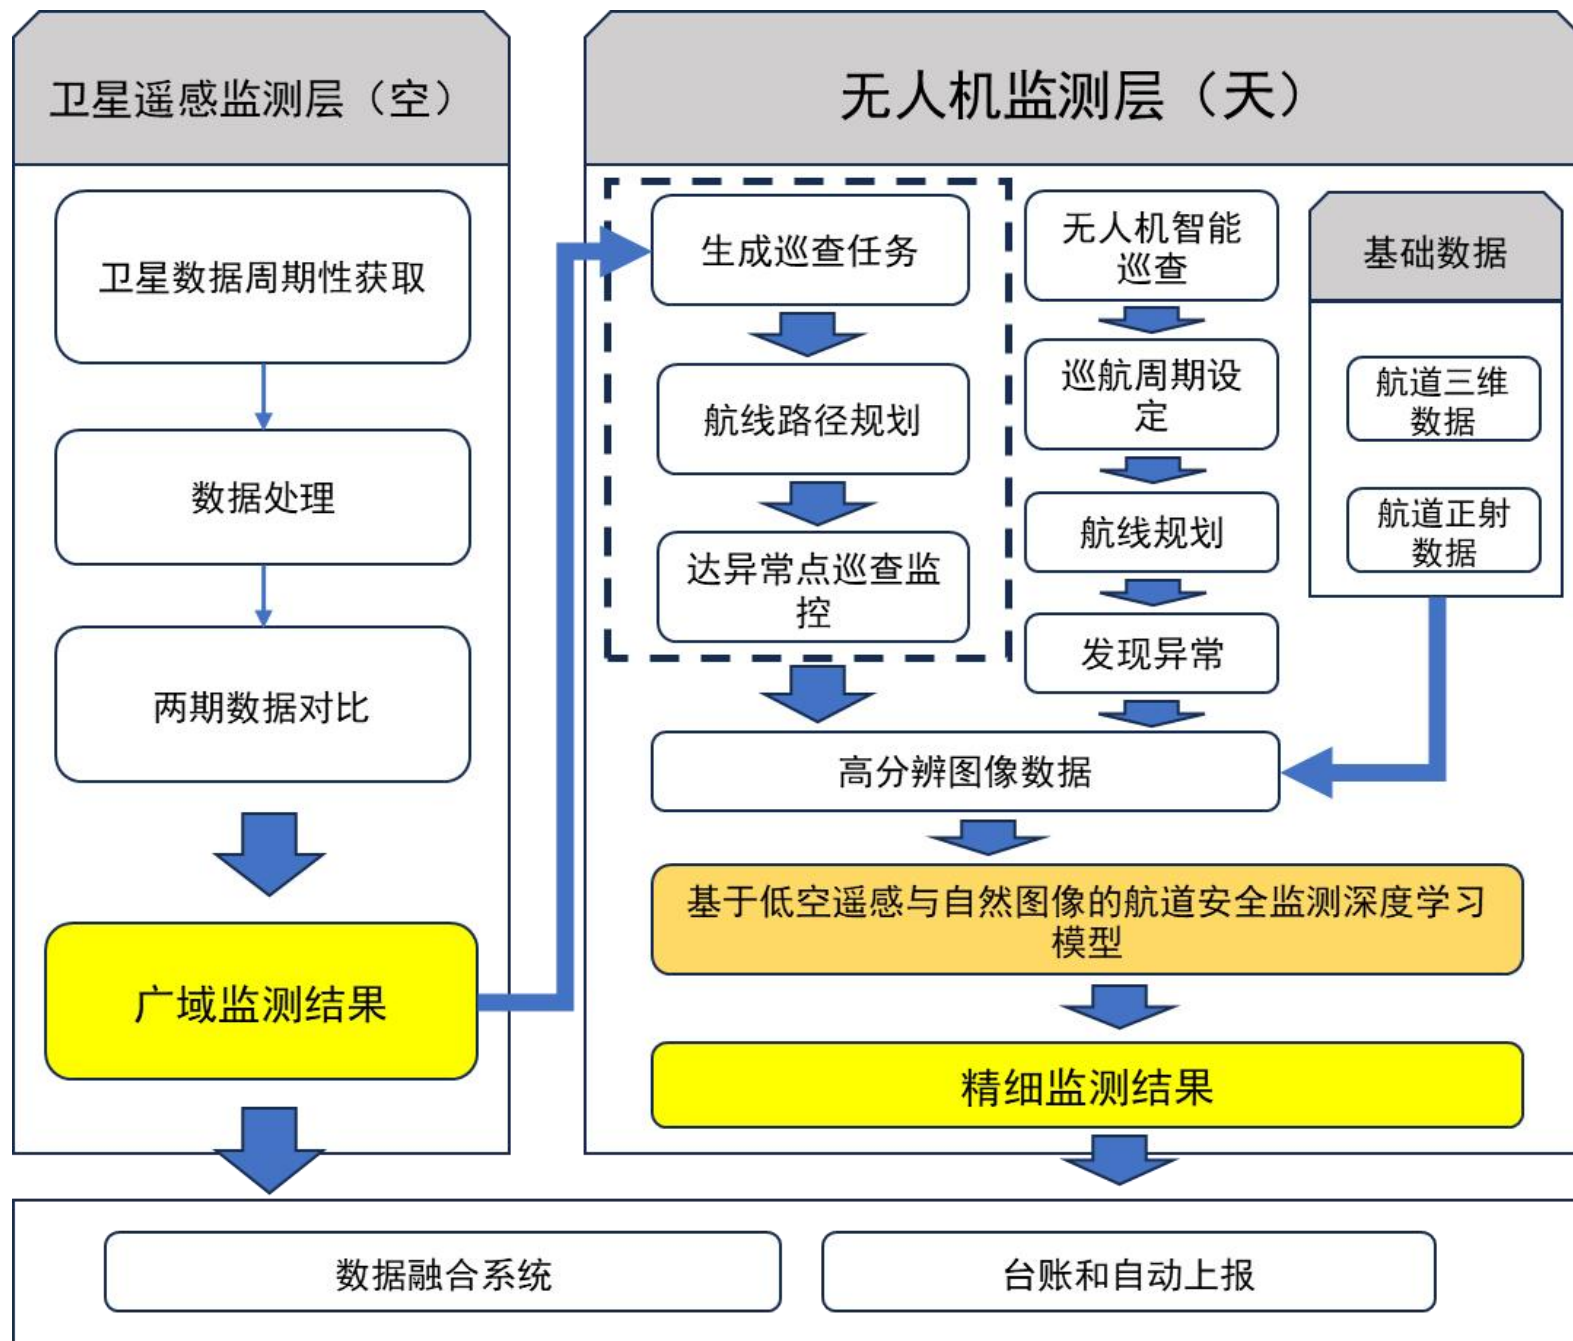 卫星遥感监测层（空）
卫星数据周期性获取
数据处理
两期数据对比
广域监测结果
无人机监测层（天）
生成巡查任务
航线路径规划
达异常点巡查监
控
无人机智能
巡查
巡航周期设
定
航线规划
发现异常
基础数据
航道三维
数据
航道正射
数据
高分辨图像数据
基于低空遥感与自然图像的航道安全监测深度学习
模型
精细监测结果
数据融合系统
台账和自动上报